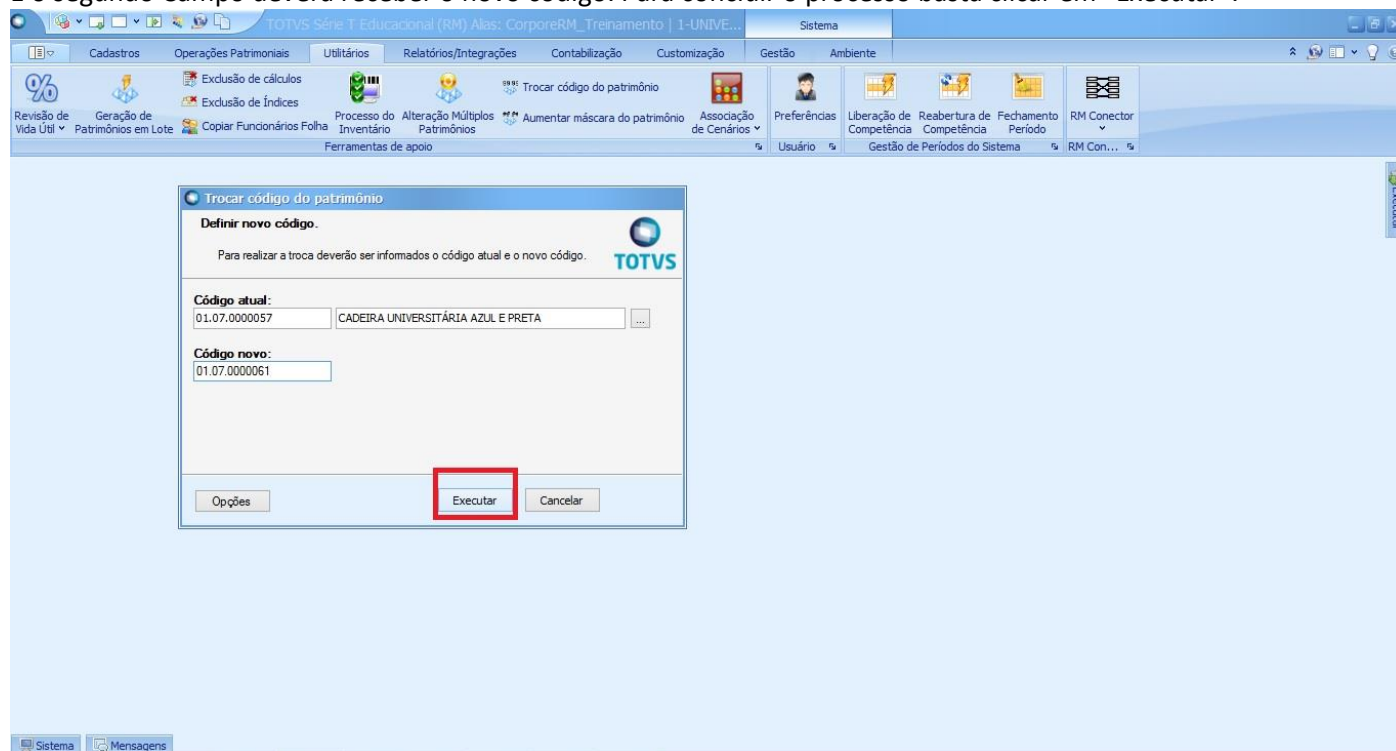 E o segundo campo deverá receber o novo código. Para concluir o processo basta clicar em "Executar".
TOTVS Série T Educacional (RM) Alias: CorporeRM_Treinamento | 1-UNIVE...
Sistema
Cadastros Operações Patrimoniais Utilitários Relatórios/Integrações Contabilização Customização Gestão Ambiente
Revisão de Vida Útil
Geração de Patrimônios em Lote
Exclusão de cálculos
Exclusão de Índices
Copiar Funcionários Folha
Processo do Inventário
Alteração Múltiplos Patrimônios
Trocar código do patrimônio
Aumentar máscara do patrimônio
Associação de Cenários
Preferências
Liberação de Competência
Reabertura de Competência
Fechamento Período
RM Conector
Ferramentas de apoio
Usuário
Gestão de Períodos do Sistema
RM Con...
Executar
Trocar código do patrimônio
Definir novo código.
Para realizar a troca deverão ser informados o código atual e o novo código.
TOTVS
Código atual:
01.07.0000057 CADEIRA UNIVERSITÁRIA AZUL E PRETA ...
Código novo:
01.07.0000061
Opções Executar Cancelar
Sistema Mensagens